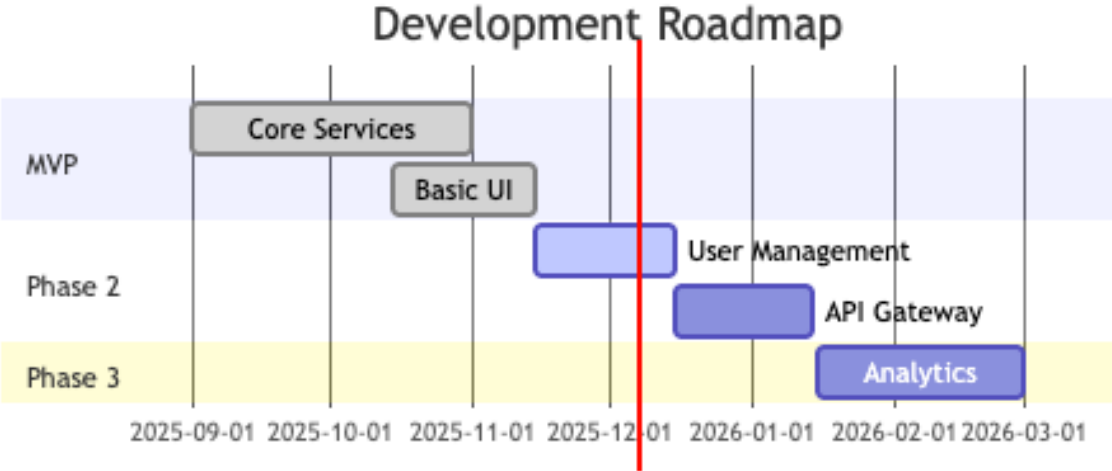 Development Roadmap
MVP
Core Services
Basic UI
Phase 2
User Management
API Gateway
Phase 3
Analytics
2025-09-01 2025-10-01 2025-11-01 2025-12-01 2026-01-01 2026-02-01 2026-03-01